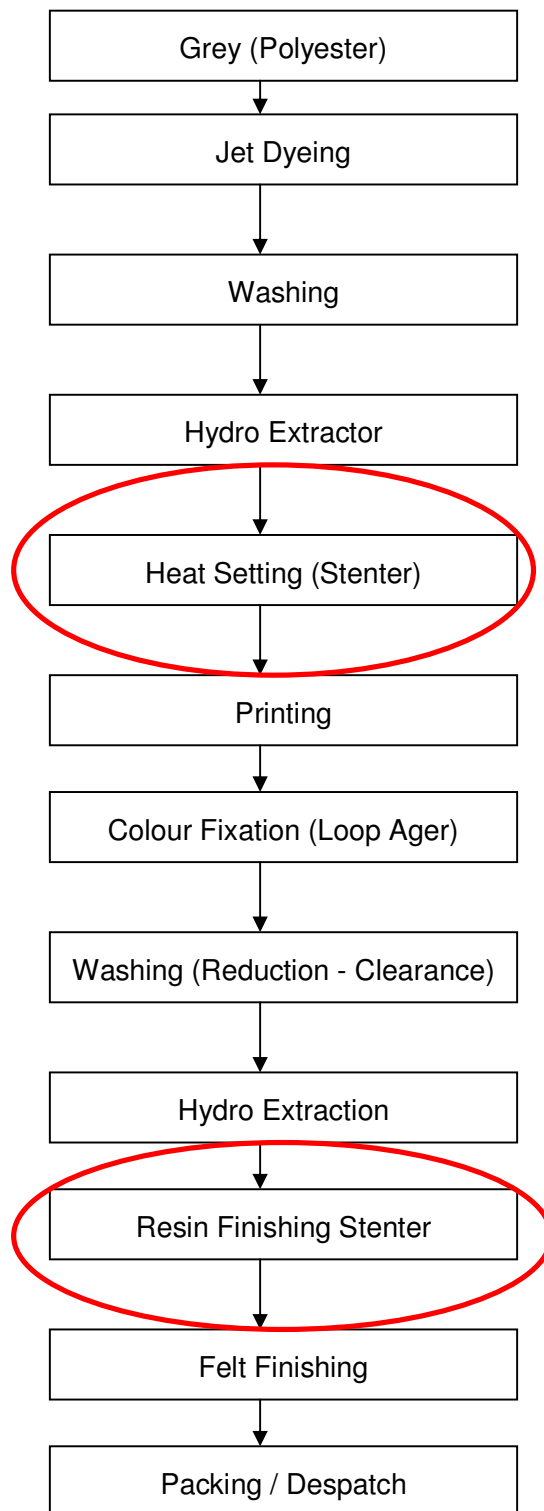 Grey (Polyester)
Jet Dyeing
Washing
Hydro Extractor
Heat Setting (Stenter)
Printing
Colour Fixation (Loop Ager)
Washing (Reduction - Clearance)
Hydro Extraction
Resin Finishing Stenter
Felt Finishing
Packing / Despatch